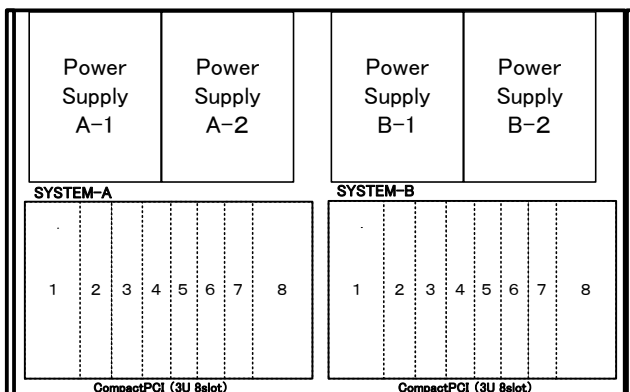 Power
Supply
A-1
Power
Supply
A-2
Power
Supply
B-1
Power
Supply
B-2
SYSTEM-A
SYSTEM-B
1 2 3 4 5 6 7 8
1 2 3 4 5 6 7 8
CompactPCI (3U 8slot)
CompactPCI (3U 8slot)